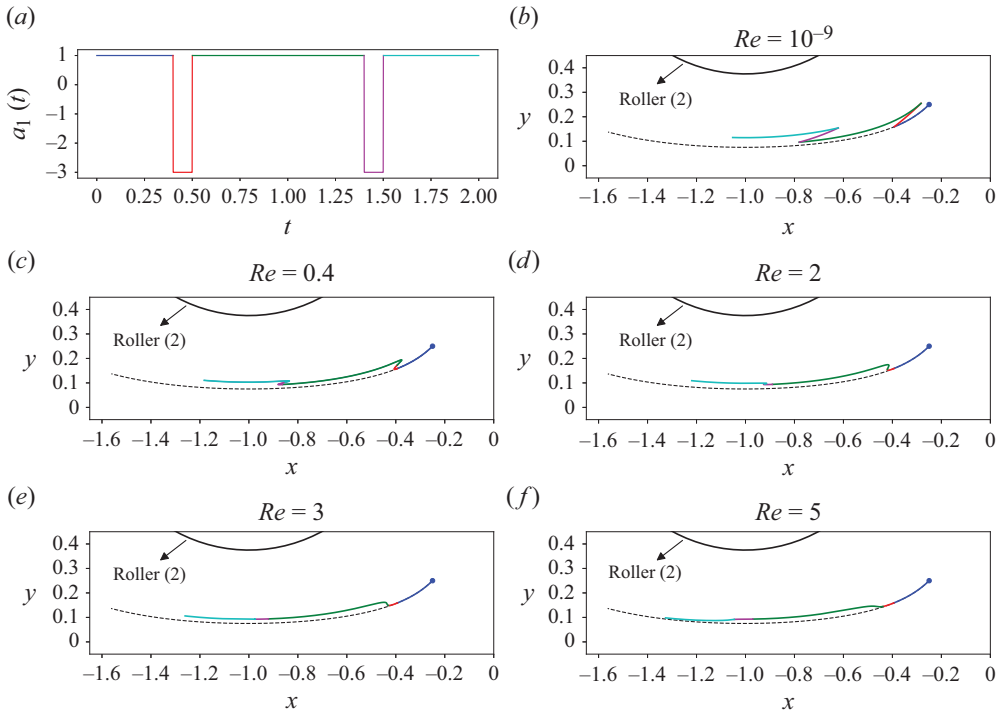 (a)
1
0
−1
−2
−3
a₁ (t)
0 0.25 0.50 0.75 1.00 1.25 1.50 1.75 2.00
t
(b)
Re = 10⁻⁹
0.4
0.3
0.2
0.1
0
y
Roller (2)
−1.6 −1.4 −1.2 −1.0 −0.8 −0.6 −0.4 −0.2 0
x
(c)
Re = 0.4
0.4
0.3
0.2
0.1
0
y
Roller (2)
−1.6 −1.4 −1.2 −1.0 −0.8 −0.6 −0.4 −0.2 0
x
(d)
Re = 2
0.4
0.3
0.2
0.1
0
y
Roller (2)
−1.6 −1.4 −1.2 −1.0 −0.8 −0.6 −0.4 −0.2 0
x
(e)
Re = 3
0.4
0.3
0.2
0.1
0
y
Roller (2)
−1.6 −1.4 −1.2 −1.0 −0.8 −0.6 −0.4 −0.2 0
x
(f)
Re = 5
0.4
0.3
0.2
0.1
0
y
Roller (2)
−1.6 −1.4 −1.2 −1.0 −0.8 −0.6 −0.4 −0.2 0
x